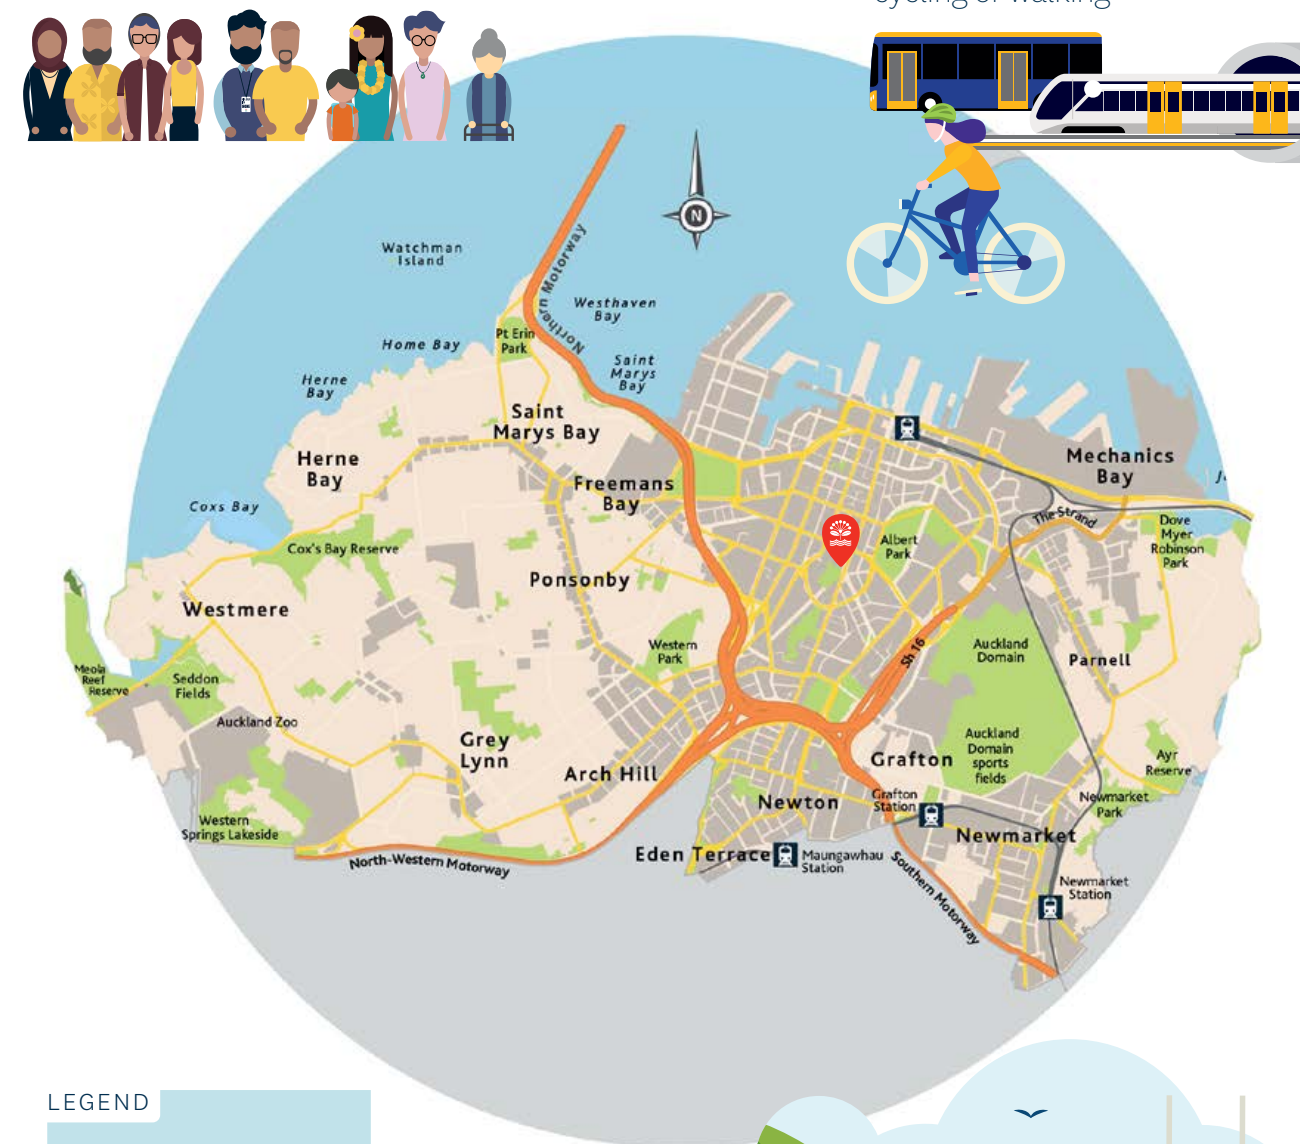 cycling or walking
N
Watchman
Island
Northern Motorway
Westhaven
Bay
Pt Erin
Park
Home Bay
Saint
Marys
Bay
Herne
Bay
Saint
Marys Bay
Herne
Bay
Mechanics
Bay
Freemans
Bay
Coxs Bay
The Strand
Dove
Myer
Robinson
Park
Cox's Bay Reserve
Albert
Park
Ponsonby
Westmere
Western
Park
Sh 16
Auckland
Domain
Parnell
Meola
Reef
Reserve
Seddon
Fields
Auckland Zoo
Grey
Lynn
Auckland
Domain
sports
fields
Grafton
Ayr
Reserve
Arch Hill
Newton
Grafton
Station
Newmarket
Park
Western
Springs Lakeside
Newmarket
Eden Terrace
Maungawhau
Station
North-Western Motorway
Southern Motorway
Newmarket
Station
LEGEND